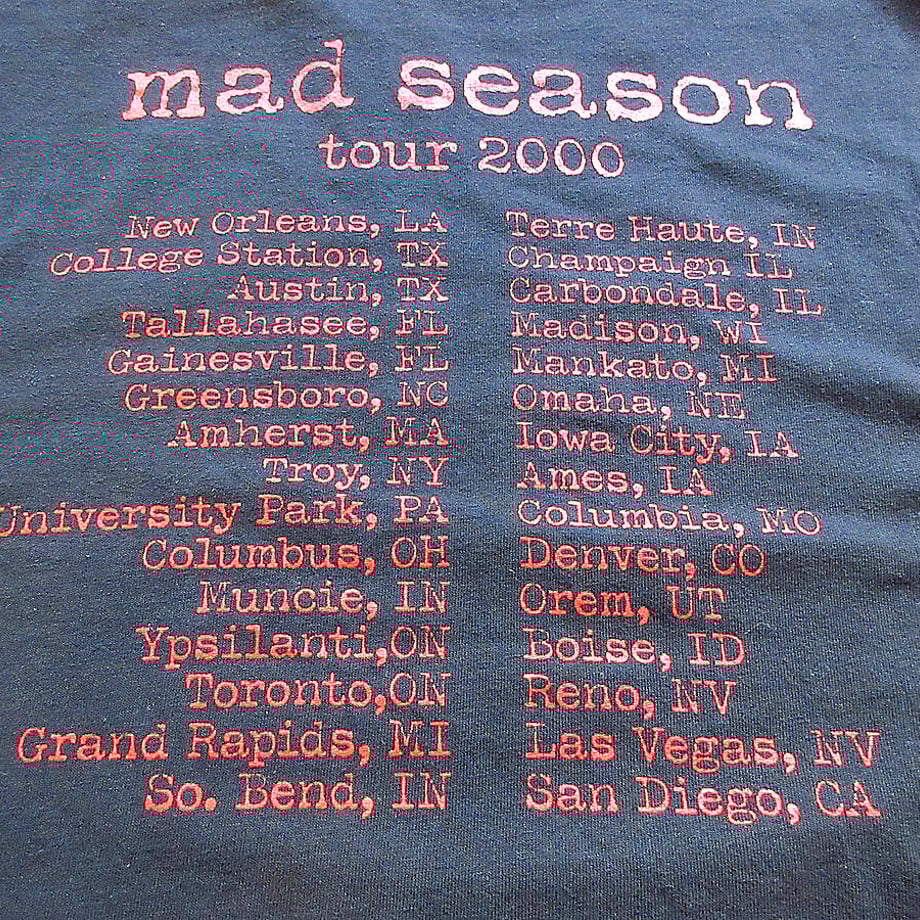 mad season
tour 2000
New Orleans, LA
College Station, TX
Austin, TX
Tallahasee, FL
Gainesville, FL
Greensboro, NC
Amherst, MA
Troy, NY
University Park, PA
Columbus, OH
Muncie, IN
Ypsilanti,ON
Toronto,ON
Grand Rapids, MI
So. Bend, IN
Terre Haute, IN
Champaign IL
Carbondale, IL
Madison, WI
Mankato, MI
Omaha, NE
Iowa City, IA
Ames, IA
Columbia, MO
Denver, CO
Orem, UT
Boise, ID
Reno, NV
Las Vegas, NV
San Diego, CA